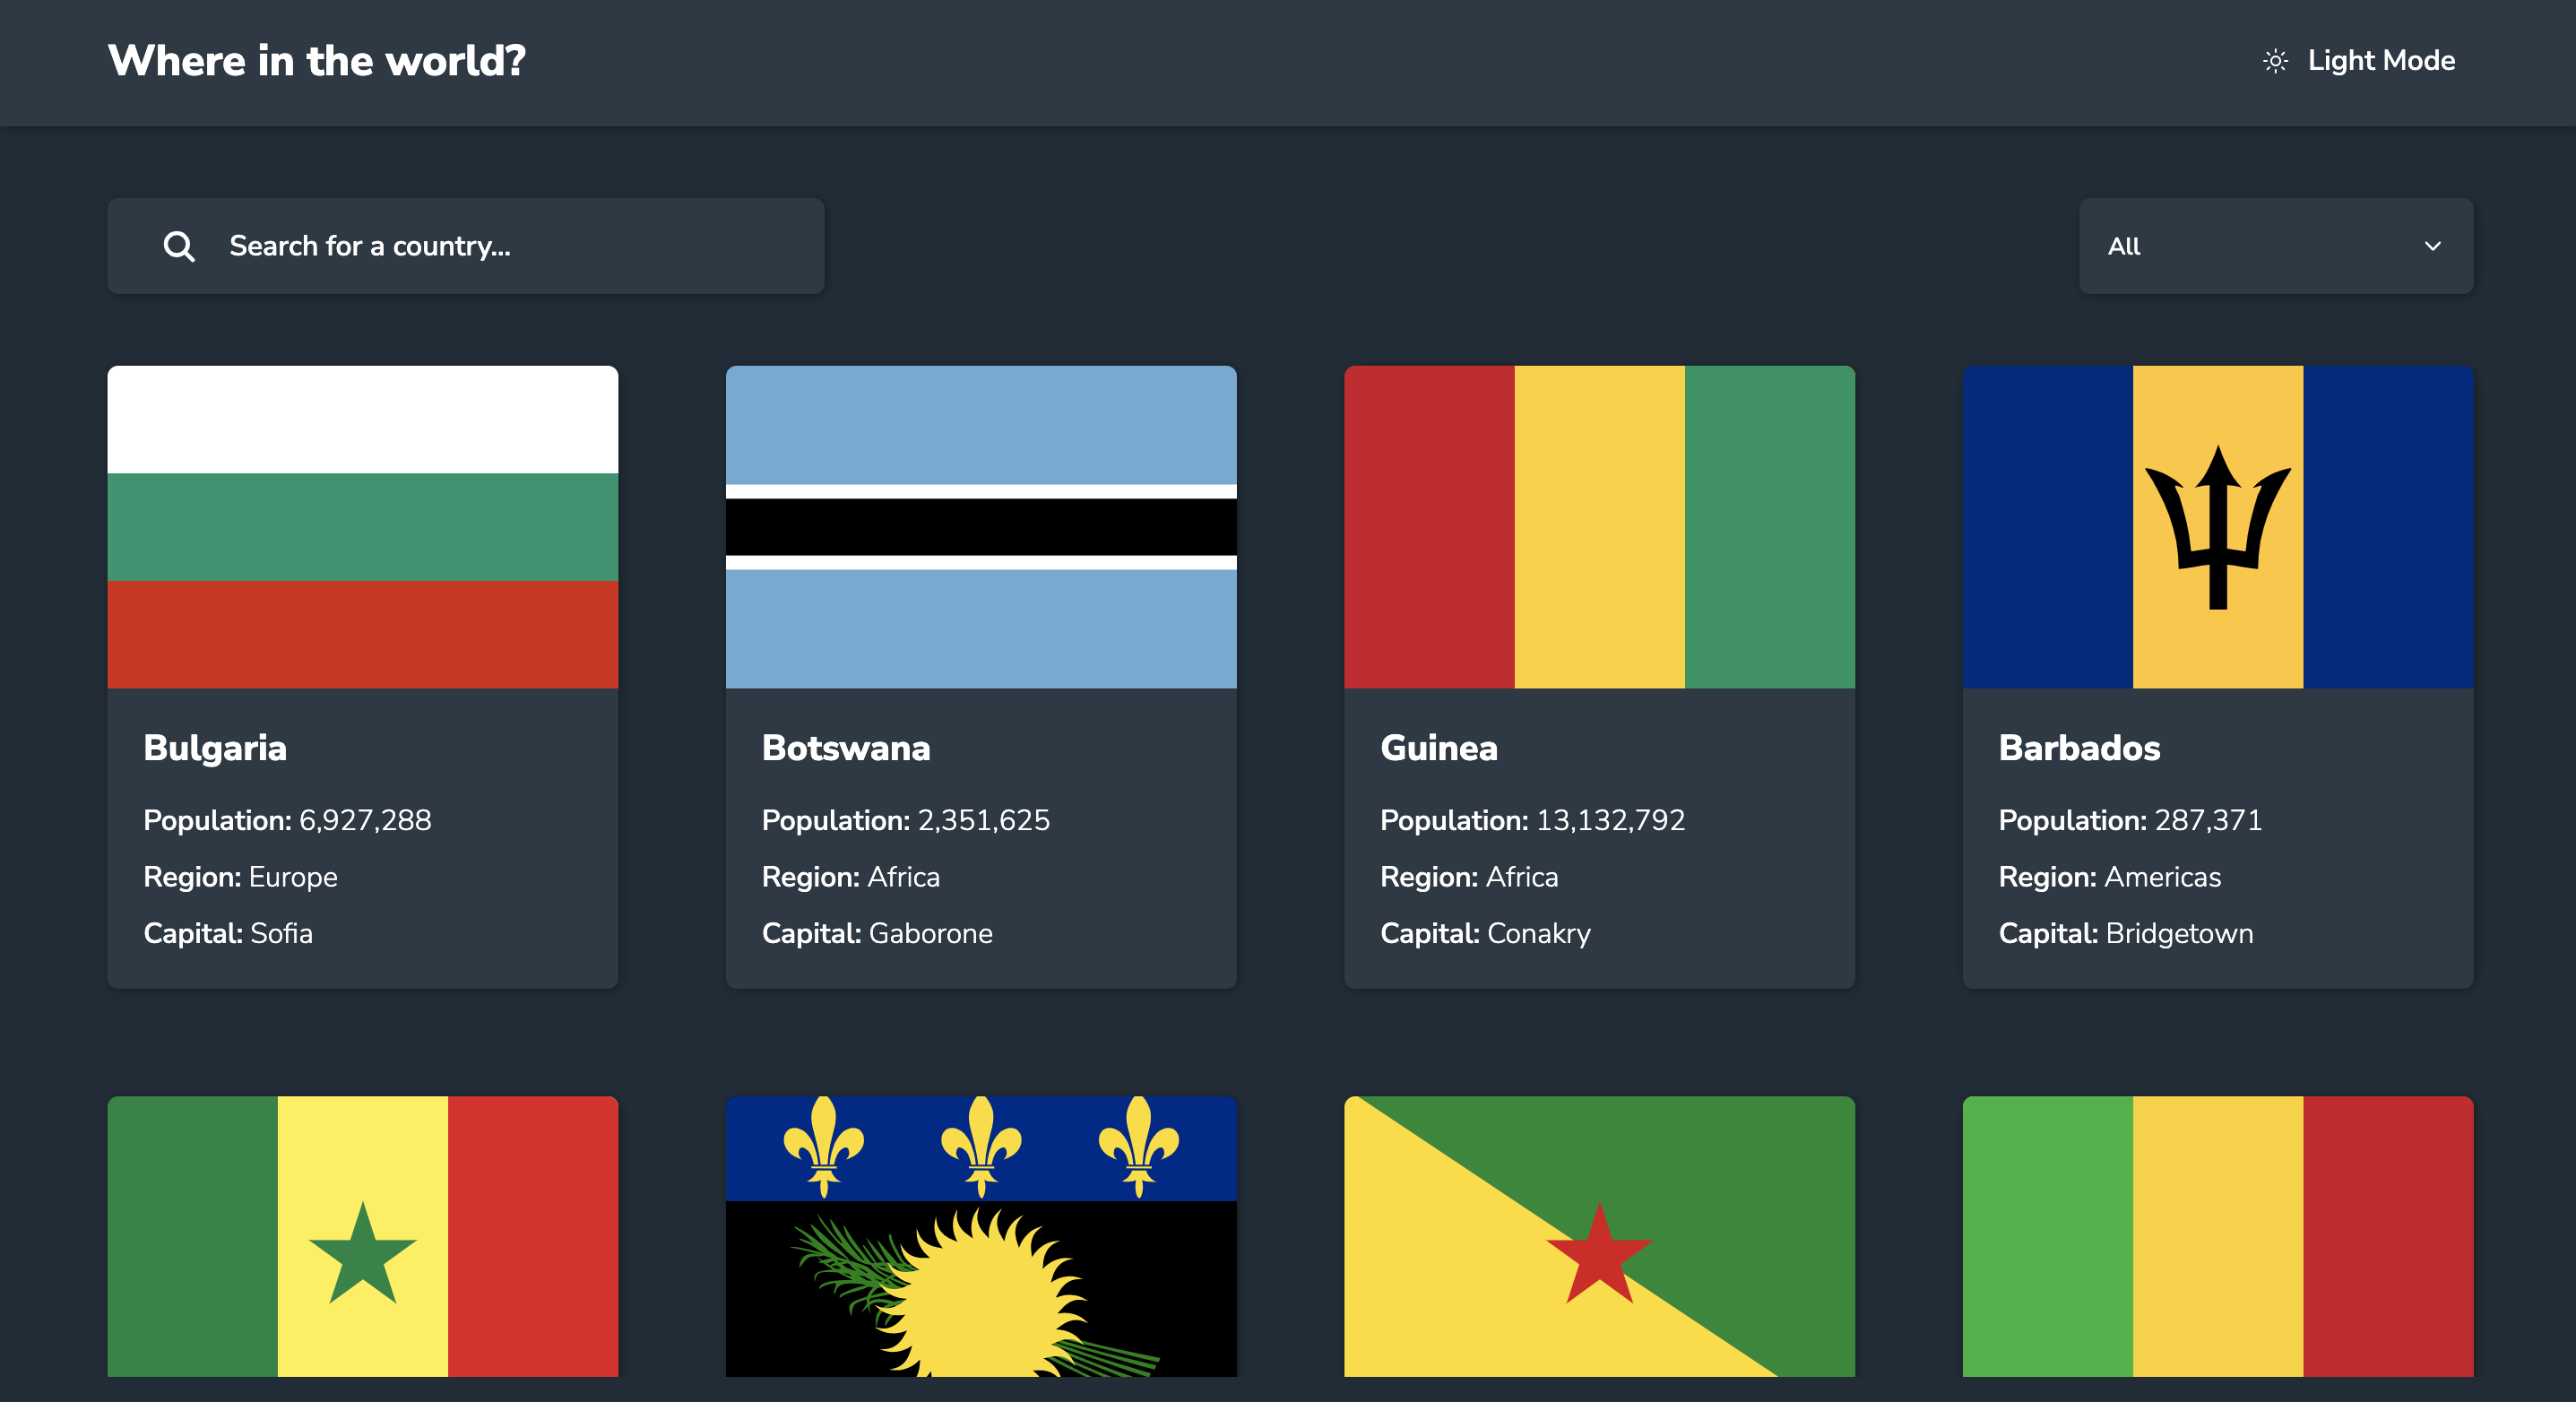 Where in the world?
Light Mode
Search for a country...
All
Bulgaria
Population: 6,927,288
Region: Europe
Capital: Sofia
Botswana
Population: 2,351,625
Region: Africa
Capital: Gaborone
Guinea
Population: 13,132,792
Region: Africa
Capital: Conakry
Barbados
Population: 287,371
Region: Americas
Capital: Bridgetown